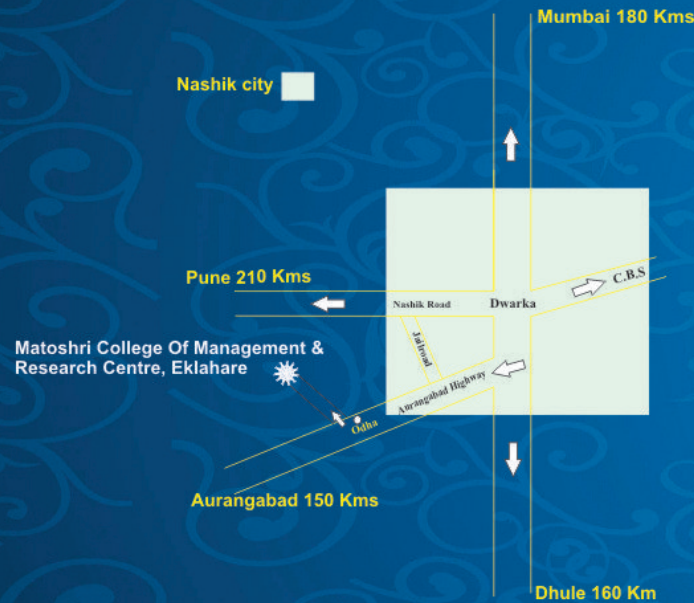 Mumbai 180 Kms
Nashik city
Pune 210 Kms
C.B.S
Nashik Road
Dwarka
Jailroad
Matoshri College Of Management &
Research Centre, Eklahare
Aurangabad Highway
Odha
Aurangabad 150 Kms
Dhule 160 Km